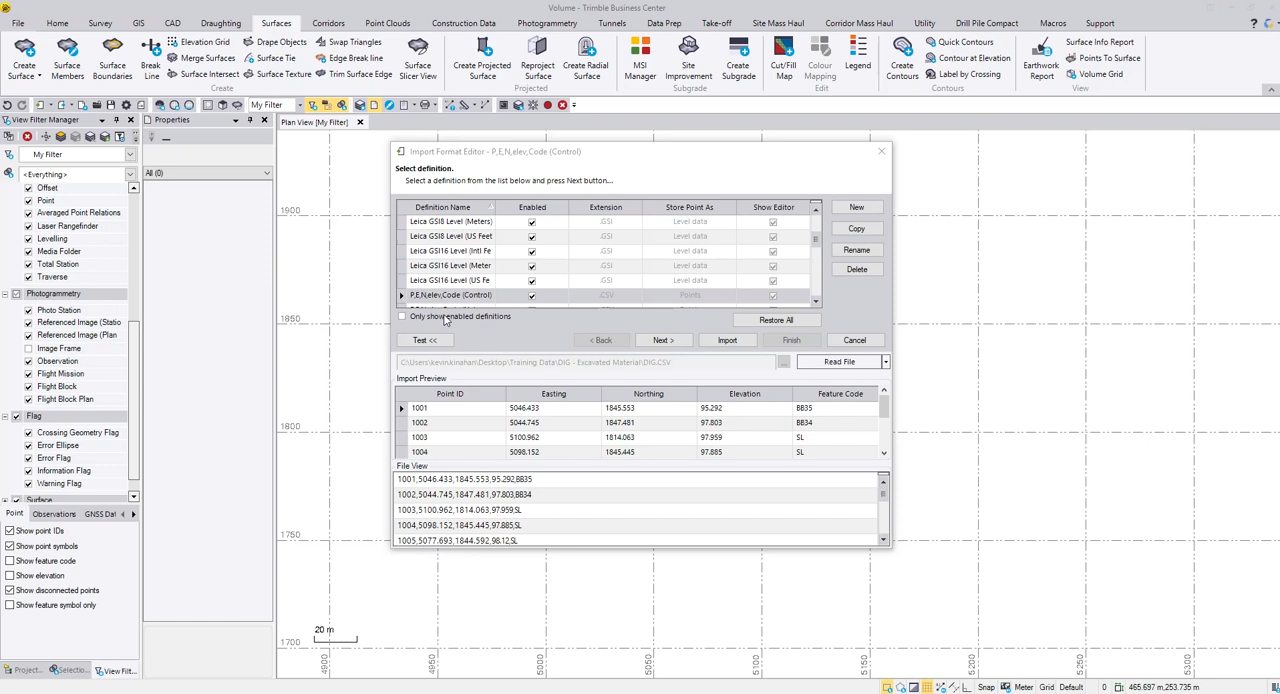 Volume - Trimble Business Center
File Home Survey GIS CAD Draughting Surfaces Corridors Point Clouds Construction Data Photogrammetry Tunnels Data Prep Take-off Site Mass Haul Corridor Mass Haul Utility Drill Pile Compact Macros Support
Create Surface
Surface Members
Surface Boundaries
Break Line
Elevation Grid
Merge Surfaces
Surface Intersect
Drape Objects
Surface Tie
Surface Texture
Swap Triangles
Edge Break line
Trim Surface Edge
Surface Slicer View
Create Projected Surface
Reproject Surface
Create Radial Surface
MSI Manager
Site Improvement
Create Subgrade
Cut/Fill Map
Colour Mapping
Legend
Create Contours
Quick Contours
Contour at Elevation
Label by Crossing
Earthwork Report
Surface Info Report
Points To Surface
Volume Grid
Create Projected Subgrade Edit Contours View
My Filter
View Filter Manager
Properties
Plan View [My Filter]
My Filter
<Everything>
All (0)
Offset
Point
Averaged Point Relations
Laser Rangefinder
Levelling
Media Folder
Total Station
Traverse
Photogrammetry
Photo Station
Referenced Image (Statio
Referenced Image (Plan
Image Frame
Observation
Flight Mission
Flight Block
Flight Block Plan
Flag
Crossing Geometry Flag
Error Ellipse
Error Flag
Information Flag
Warning Flag
Surface
Point Observations GNSS Dat
Show point IDs
Show point symbols
Show feature code
Show elevation
Show disconnected points
Show feature symbol only
Project... Selectio... View Filt...
Import Format Editor - P,E,N,elev,Code (Control)
Select definition.
Select a definition from the list below and press Next button...
Definition Name Enabled Extension Store Point As Show Editor
Leica GSI8 Level (Meters) .GSI Level data
Leica GSI8 Level (US Feet .GSI Level data
Leica GSI16 Level (Intl Fe .GSI Level data
Leica GSI16 Level (Meter .GSI Level data
Leica GSI16 Level (US Fe .GSI Level data
P,E,N,elev,Code (Control) .CSV Points
New
Copy
Rename
Delete
Only show enabled definitions
Restore All
Test << < Back Next > Import Finish Cancel
C:\Users\kevin.kinahan\Desktop\Training Data\DIG - Excavated Material\DIG.CSV ... Read File
Import Preview
Point ID Easting Northing Elevation Feature Code
1001 5046.433 1845.553 95.292 BB35
1002 5044.745 1847.481 97.803 BB34
1003 5100.962 1814.063 97.959 SL
1004 5098.152 1845.445 97.885 SL
File View
1001,5046.433,1845.553,95.292,BB35
1002,5044.745,1847.481,97.803,BB34
1003,5100.962,1814.063,97.959,SL
1004,5098.152,1845.445,97.885,SL
1005,5077.693,1844.592,98.12,SL
1900
1850
1800
1750
1700
20 m
4900 4950 5000 5050 5100 5150 5200 5250 5300
Snap Meter Grid Default 0 465.697 m,253.735 m